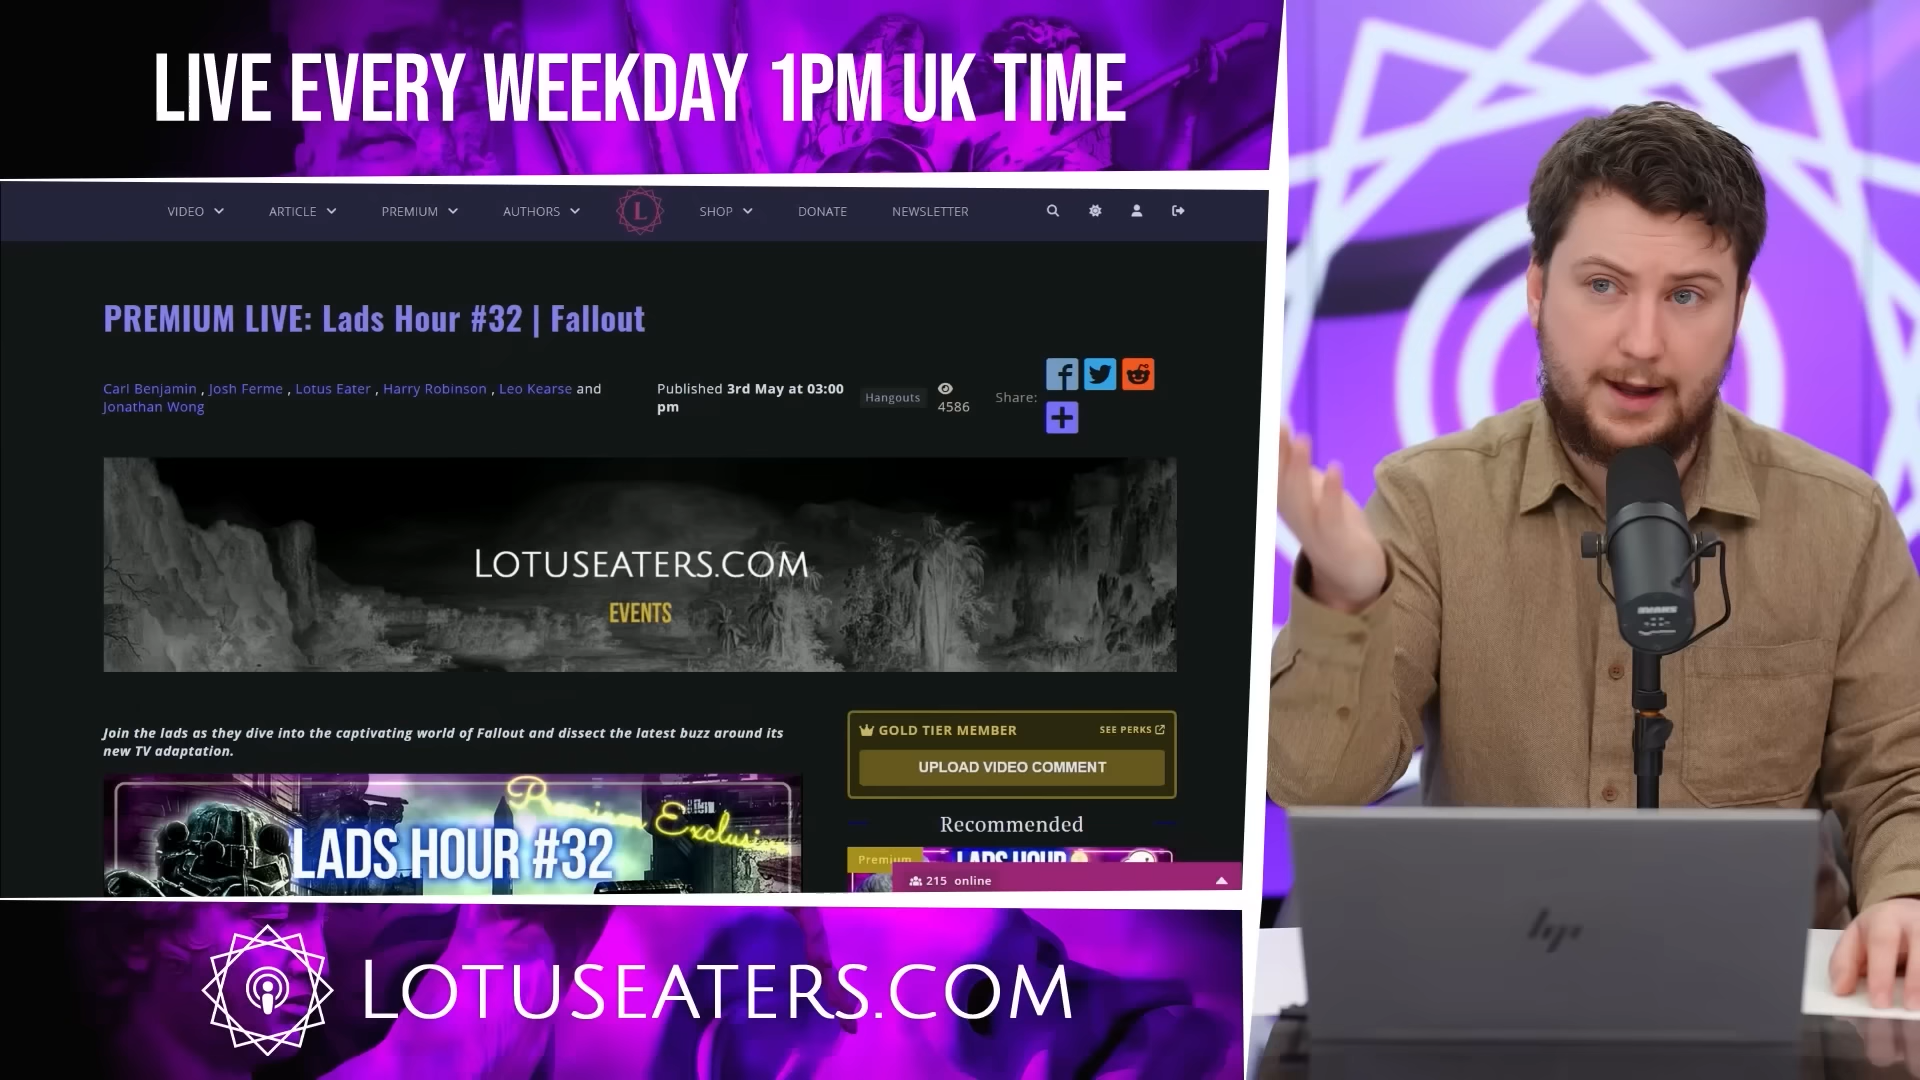 LIVE EVERY WEEKDAY 1PM UK TIME
VIDEO ARTICLE PREMIUM AUTHORS L SHOP DONATE NEWSLETTER
PREMIUM LIVE: Lads Hour #32 | Fallout
Carl Benjamin , Josh Ferme , Lotus Eater , Harry Robinson , Leo Kearse and
Jonathan Wong
Published 3rd May at 03:00
pm
Hangouts
4586
Share:
LOTUSEATERS.COM
EVENTS
Join the lads as they dive into the captivating world of Fallout and dissect the latest buzz around its
new TV adaptation.
Premium Exclusive
LADS HOUR #32
GOLD TIER MEMBER SEE PERKS
UPLOAD VIDEO COMMENT
Recommended
Premium
LADS HOUR
215 online
LOTUSEATERS.COM
hp